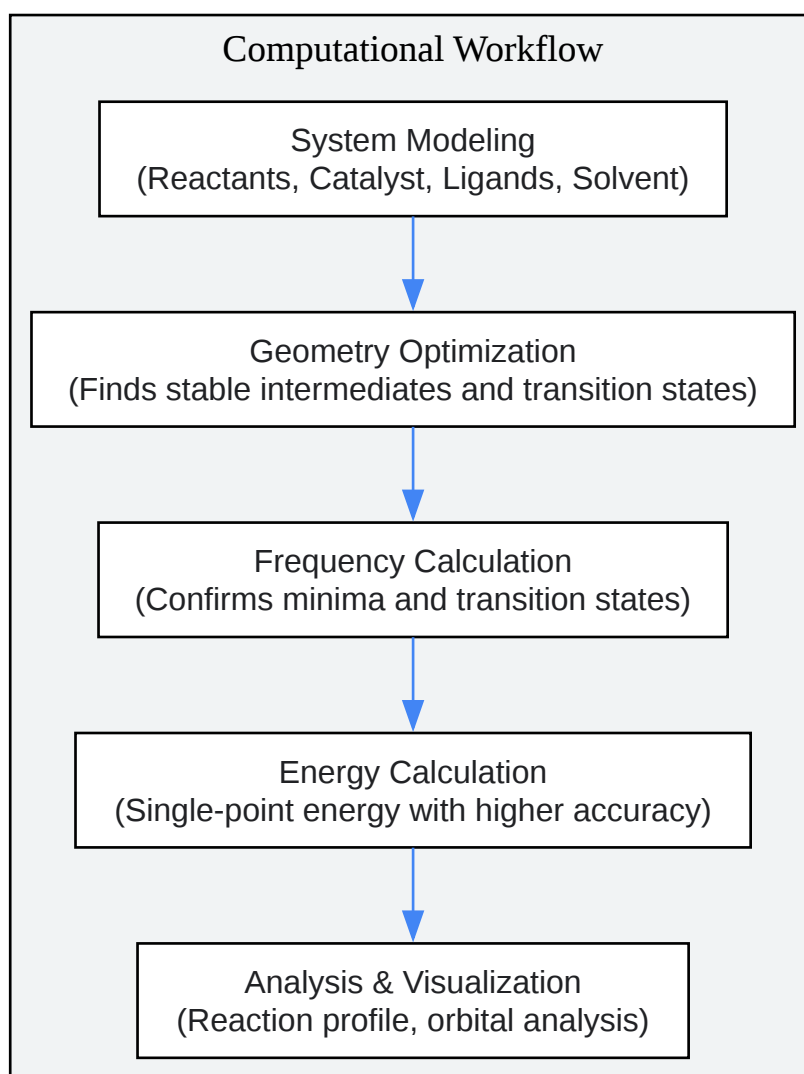 Computational Workflow
System Modeling
(Reactants, Catalyst, Ligands, Solvent)
Geometry Optimization
(Finds stable intermediates and transition states)
Frequency Calculation
(Confirms minima and transition states)
Energy Calculation
(Single-point energy with higher accuracy)
Analysis & Visualization
(Reaction profile, orbital analysis)